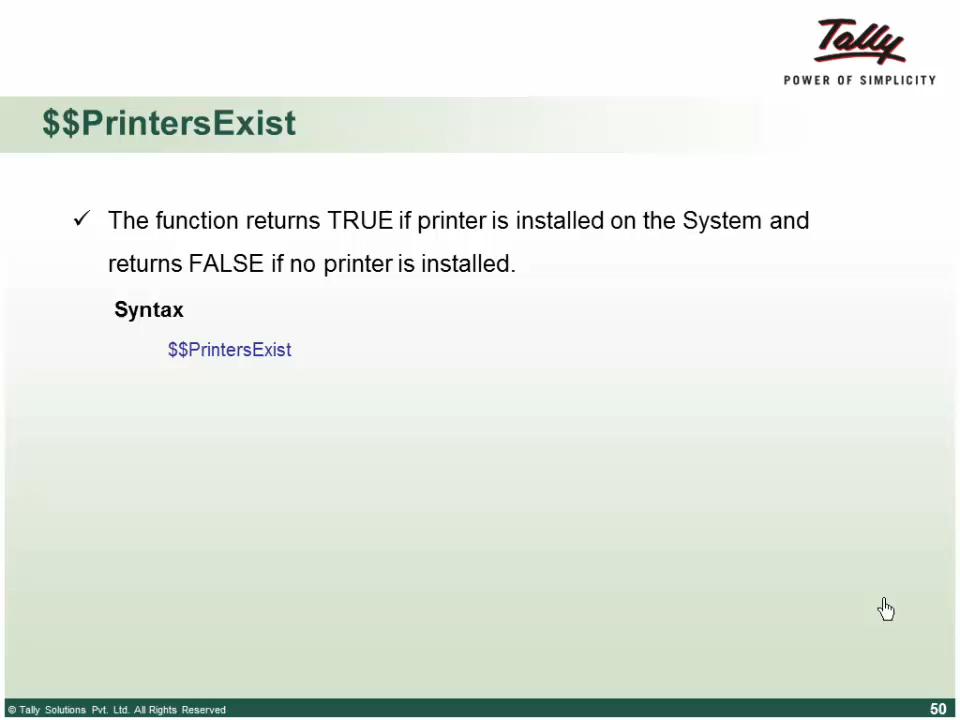 Tally
POWER OF SIMPLICITY
$$PrintersExist
✓ The function returns TRUE if printer is installed on the System and
returns FALSE if no printer is installed.
Syntax
$$PrintersExist
© Tally Solutions Pvt. Ltd. All Rights Reserved
50